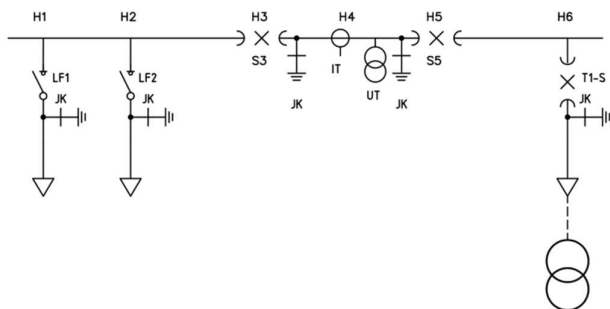 H1 H2 H3 H4 H5 H6
S3 S5
IT
LF1 LF2 T1-S
UT
JK JK JK JK JK